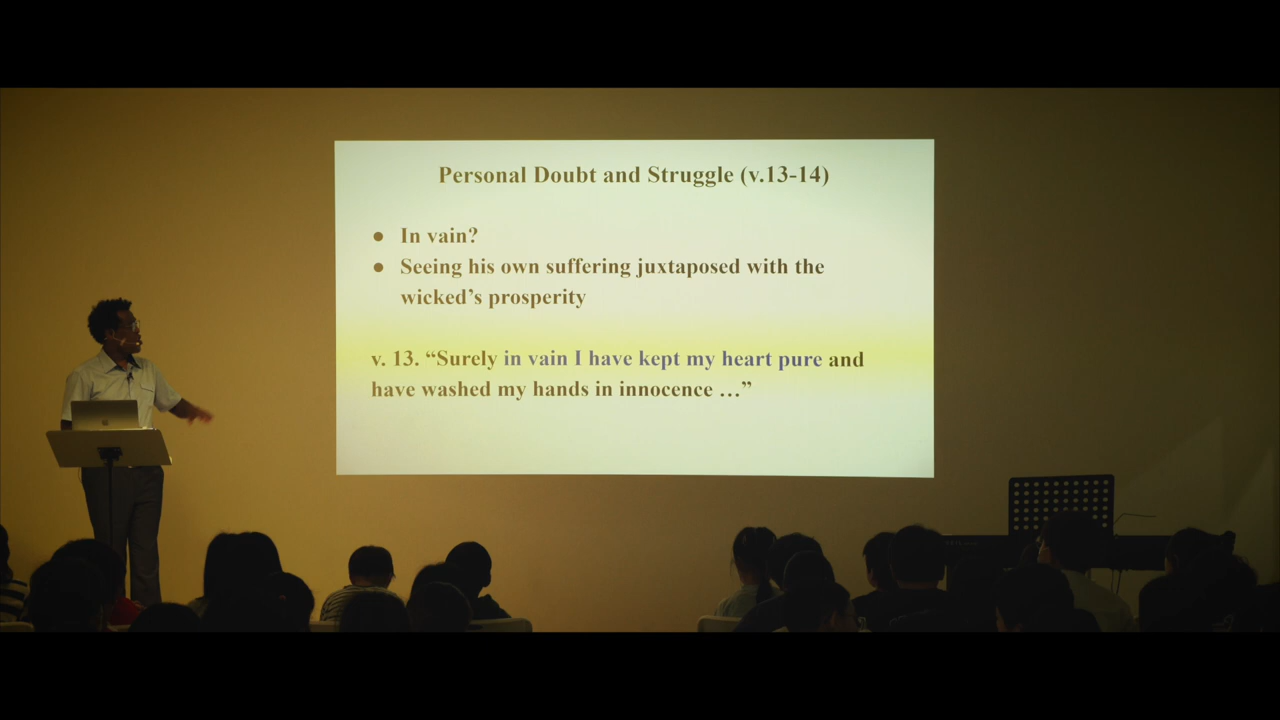 Personal Doubt and Struggle (v.13-14)
● In vain?
● Seeing his own suffering juxtaposed with the
wicked’s prosperity
v. 13. “Surely in vain I have kept my heart pure and
have washed my hands in innocence …”